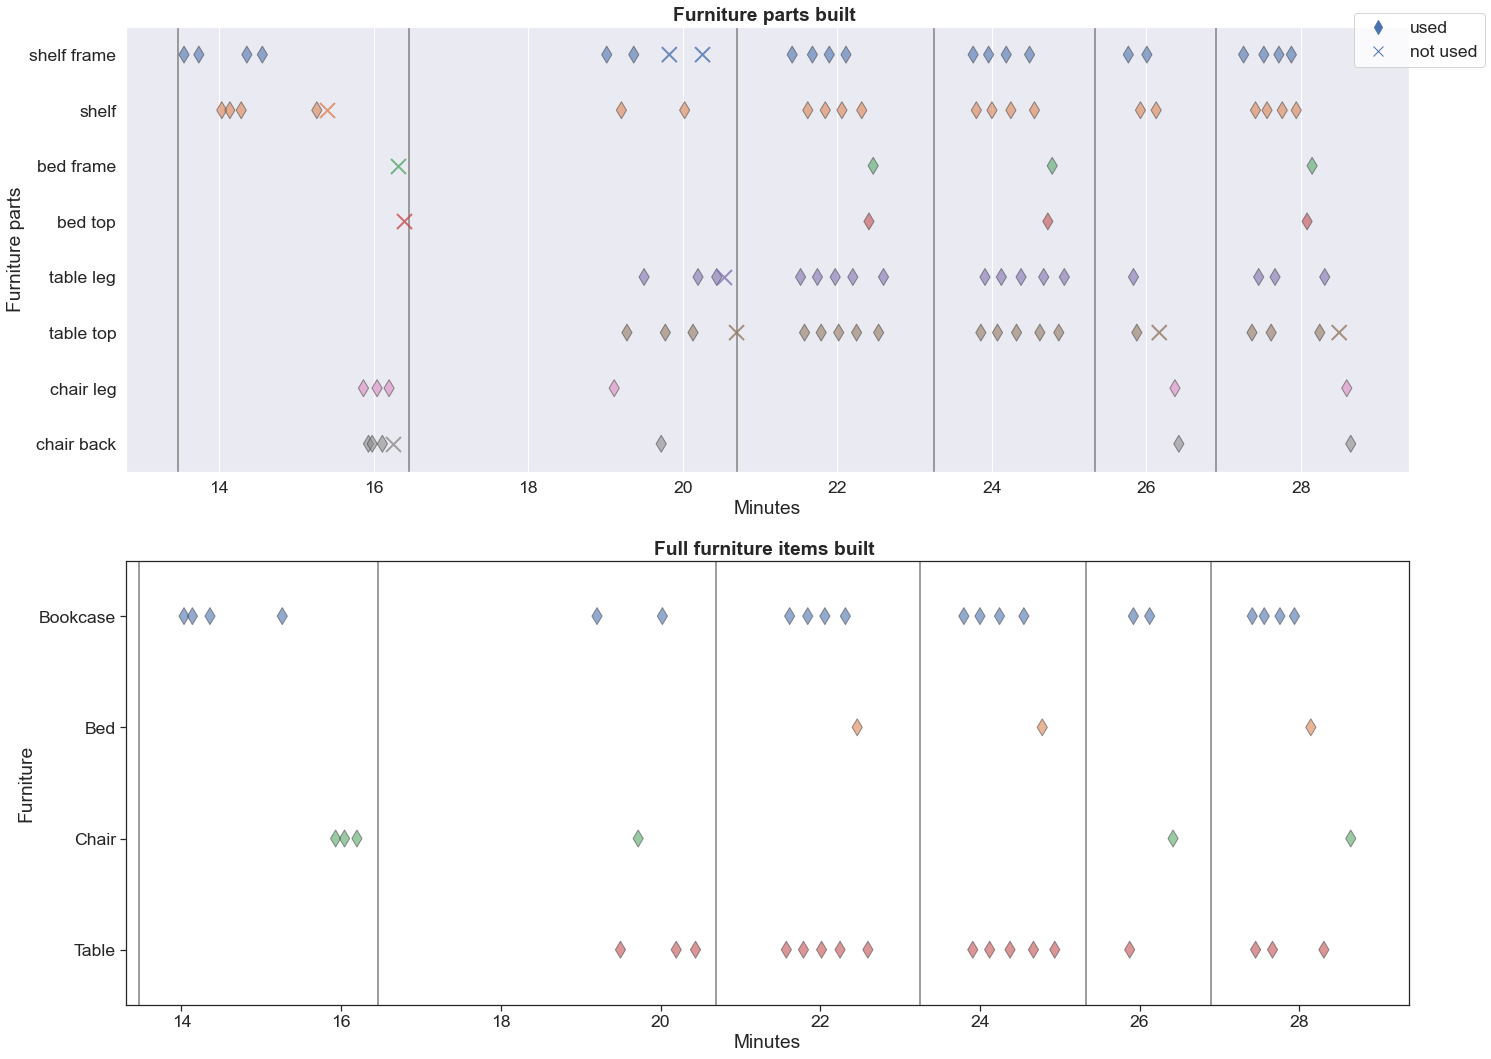 Furniture parts built
used
not used
shelf frame
shelf
bed frame
bed top
table leg
table top
chair leg
chair back
Furniture parts
14 16 18 20 22 24 26 28
Minutes
Full furniture items built
Bookcase
Bed
Chair
Table
Furniture
14 16 18 20 22 24 26 28
Minutes